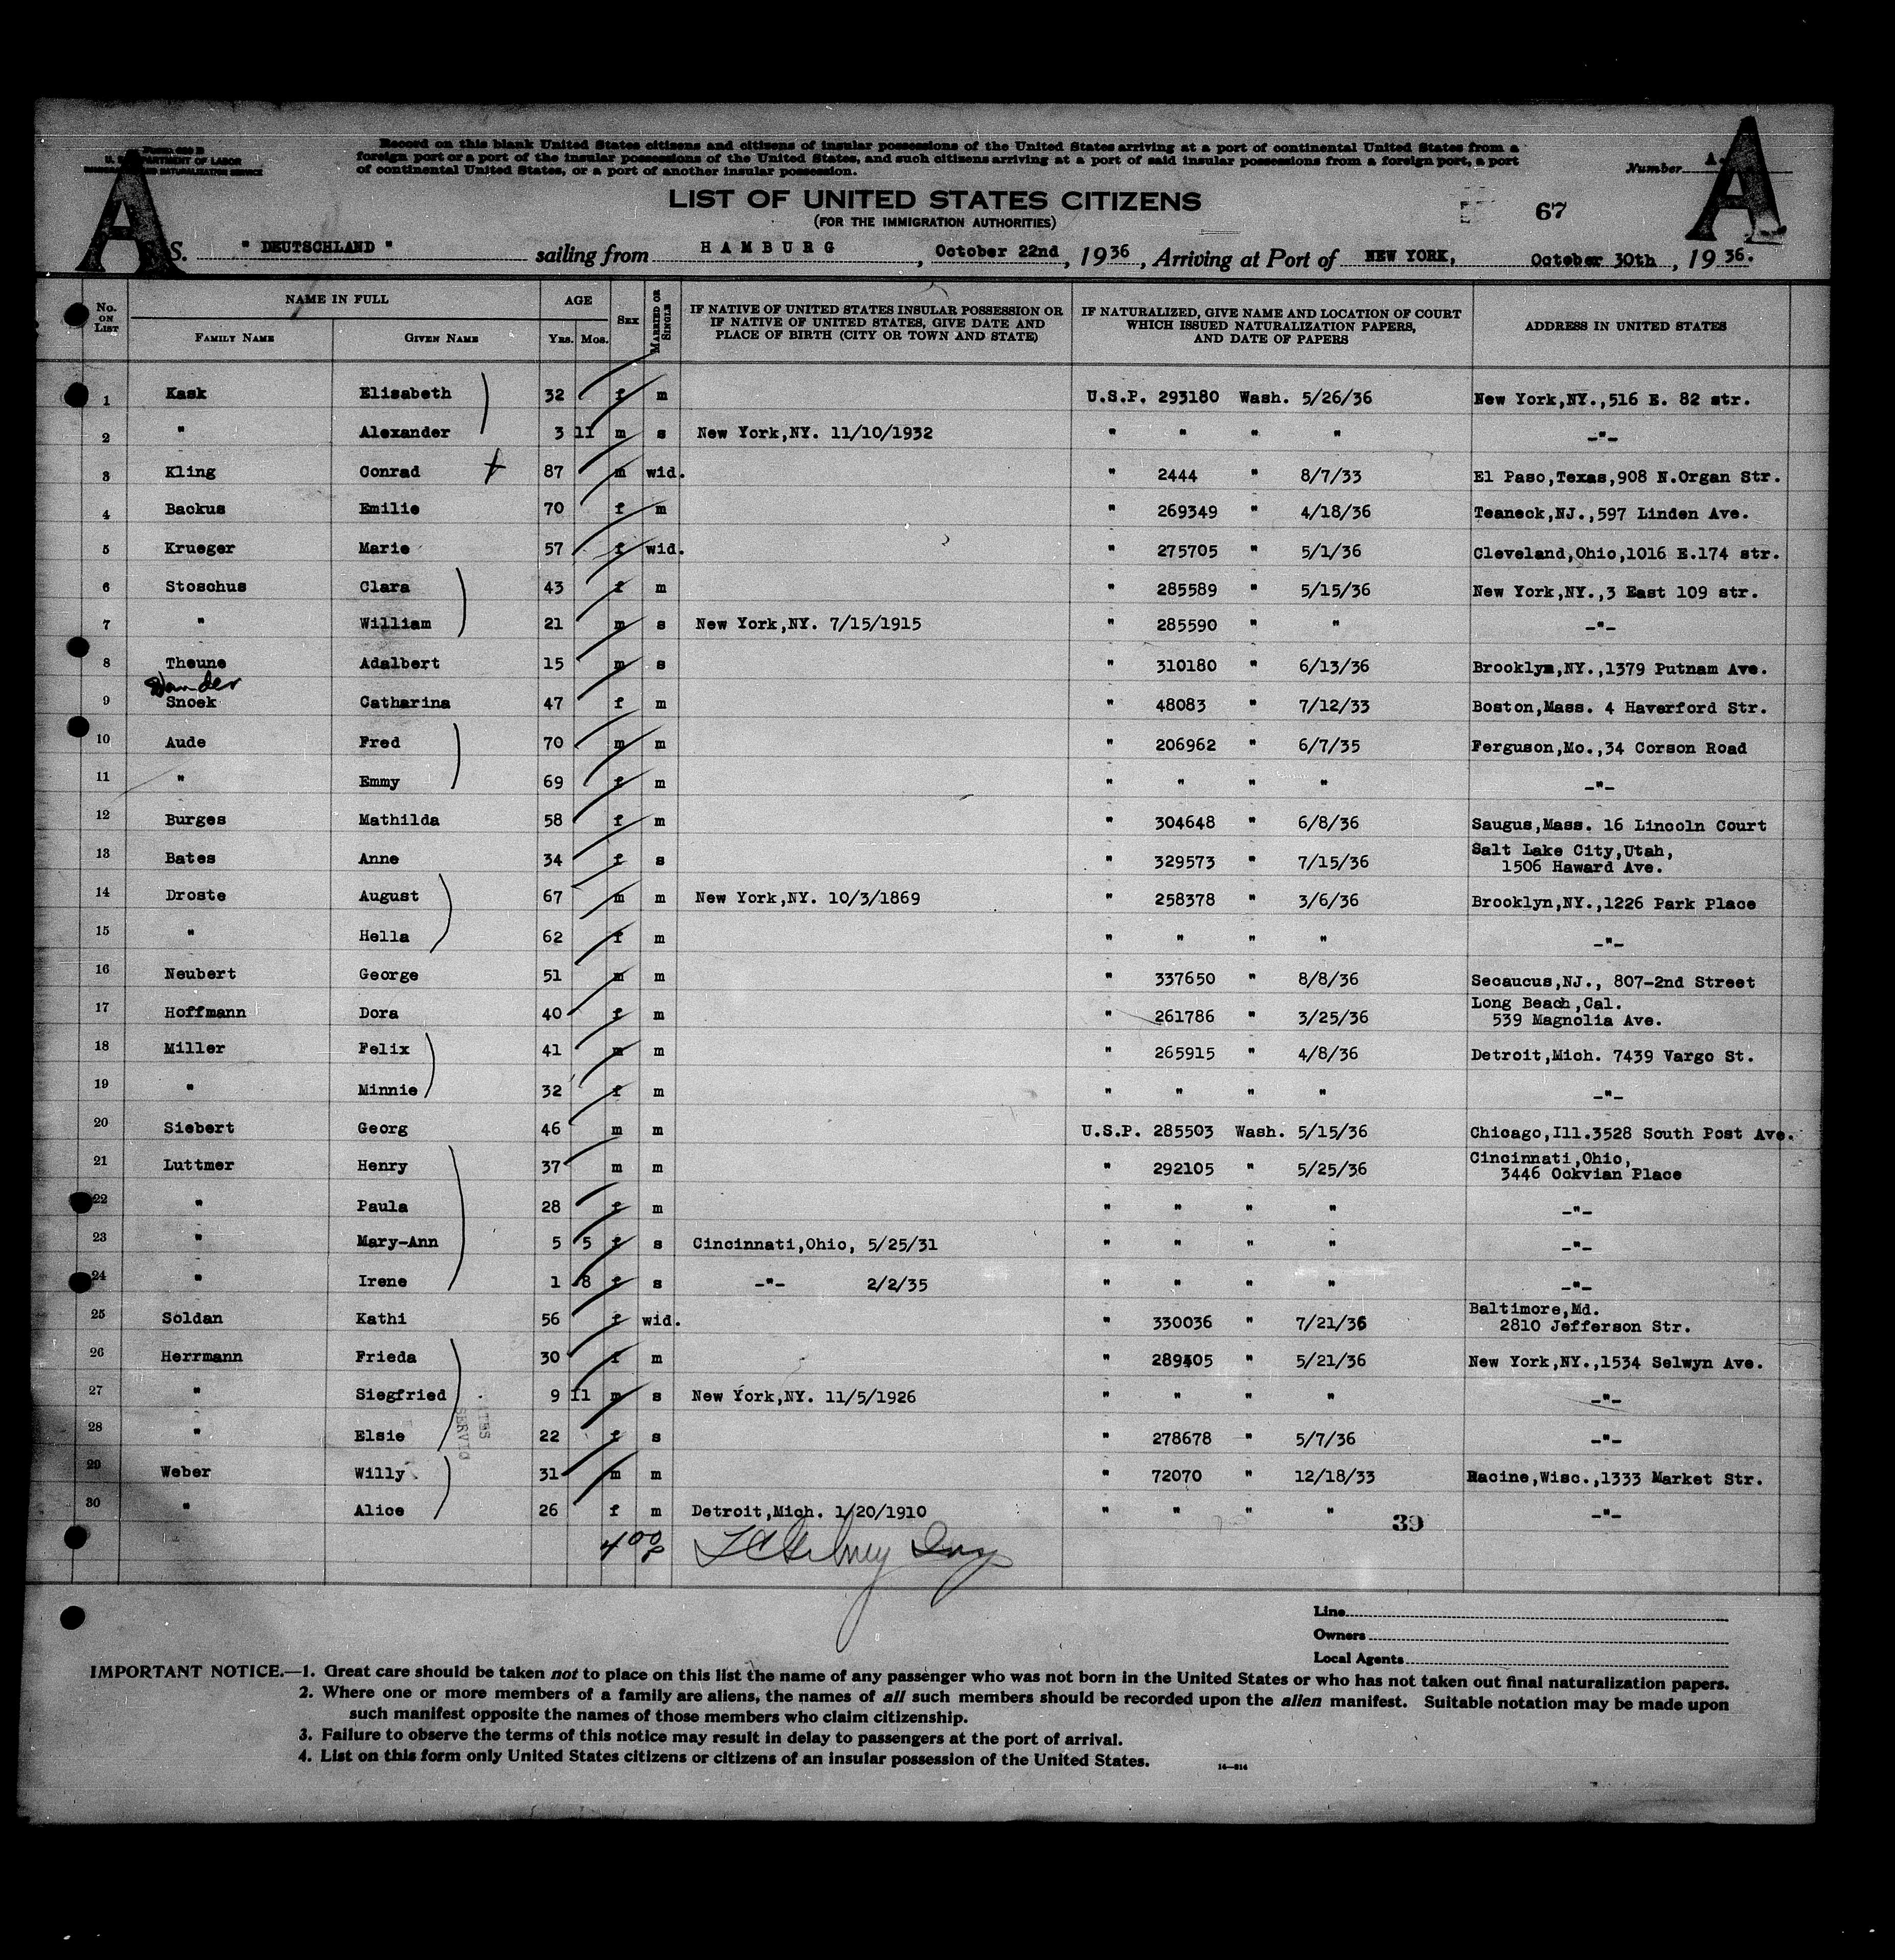 Form 630 B
U. S. DEPARTMENT OF LABOR
IMMIGRATION AND NATURALIZATION SERVICE
Record on this blank United States citizens and citizens of insular possessions of the United States arriving at a port of continental United States from a
foreign port or a port of the insular possessions of the United States, and such citizens arriving at a port of said insular possessions from a foreign port, a port
of continental United States, or a port of another insular possession.
Number
A
A
LIST OF UNITED STATES CITIZENS
(FOR THE IMMIGRATION AUTHORITIES)
67
S. " DEUTSCHLAND " sailing from HAMBURG, October 22nd, 1936, Arriving at Port of NEW YORK, October 30th, 1936.
No. ON LIST NAME IN FULL FAMILY NAME GIVEN NAME AGE Yrs. Mos. SEX MARRIED OR SINGLE IF NATIVE OF UNITED STATES INSULAR POSSESSION OR IF NATIVE OF UNITED STATES, GIVE DATE AND PLACE OF BIRTH (CITY OR TOWN AND STATE) IF NATURALIZED, GIVE NAME AND LOCATION OF COURT WHICH ISSUED NATURALIZATION PAPERS, AND DATE OF PAPERS ADDRESS IN UNITED STATES
1 Kask Elisabeth 32 f m U.S.P. 293180 Wash. 5/26/36 New York,NY.,516 E. 82 str.
2 " Alexander 3 11 m s New York,NY. 11/10/1932 " " " " -"-
3 Kling Conrad 87 m wid. " 2444 " 8/7/33 El Paso,Texas,908 N.Organ Str.
4 Backus Emilie 70 f m " 269349 " 4/18/36 Teaneck,NJ.,597 Linden Ave.
5 Krueger Marie 57 f wid. " 275705 " 5/1/36 Cleveland,Ohio,1016 E.174 str.
6 Stoschus Clara 43 f m " 285589 " 5/15/36 New York,NY.,3 East 109 str.
7 " William 21 m s New York,NY. 7/15/1915 " 285590 " " -"-
8 Theune Adalbert 15 m s " 310180 " 6/13/36 Brooklyn,NY.,1379 Putnam Ave.
9 Snoek Catharina 47 f m " 48083 " 7/12/33 Boston,Mass. 4 Haverford Str.
10 Aude Fred 70 m m " 206962 " 6/7/35 Ferguson,Mo.,34 Corson Road
11 " Emmy 69 f m " " " " -"-
12 Burges Mathilda 58 f m " 304648 " 6/8/36 Saugus,Mass. 16 Lincoln Court
13 Bates Anne 34 f s " 329573 " 7/15/36 Salt Lake City,Utah,
1506 Haward Ave.
14 Droste August 67 m m New York,NY. 10/3/1869 " 258378 " 3/6/36 Brooklyn,NY.,1226 Park Place
15 " Hella 62 f m " " " " -"-
16 Neubert George 51 m m " 337650 " 8/8/36 Secaucus,NJ., 807-2nd Street
17 Hoffmann Dora 40 f m " 261786 " 3/25/36 Long Beach,Cal.
539 Magnolia Ave.
18 Miller Felix 41 m m " 265915 " 4/8/36 Detroit,Mich. 7439 Vargo St.
19 " Minnie 32 f m " " " " -"-
20 Siebert Georg 46 m m U.S.P. 285503 Wash. 5/15/36 Chicago,Ill.3528 South Post Ave.
21 Luttmer Henry 37 m m " 292105 " 5/25/36 Cincinnati,Ohio,
3446 Ockvian Place
22 " Paula 28 f m " " " " -"-
23 " Mary-Ann 5 5 f s Cincinnati,Ohio, 5/25/31 " " " " -"-
24 " Irene 1 8 f s -"- 2/2/35 " " " " -"-
25 Soldan Kathi 56 f wid. " 330036 " 7/21/36 Baltimore,Md.
2810 Jefferson Str.
26 Herrmann Frieda 30 f m " 289405 " 5/21/36 New York,NY.,1534 Selwyn Ave.
27 " Siegfried 9 11 m s New York,NY. 11/5/1926 " " " " -"-
28 " Elsie 22 f s " 278678 " 5/7/36 -"-
29 Weber Willy 31 m m " 72070 " 12/18/33 Racine,Wisc.,1333 Market Str.
30 " Alice 26 f m Detroit,Mich. 1/20/1910 " " " " -"-
39
Line
Owners
Local Agents
IMPORTANT NOTICE.—1. Great care should be taken not to place on this list the name of any passenger who was not born in the United States or who has not taken out final naturalization papers.
2. Where one or more members of a family are aliens, the names of all such members should be recorded upon the alien manifest. Suitable notation may be made upon
such manifest opposite the names of those members who claim citizenship.
3. Failure to observe the terms of this notice may result in delay to passengers at the port of arrival.
4. List on this form only United States citizens or citizens of an insular possession of the United States.
14—814